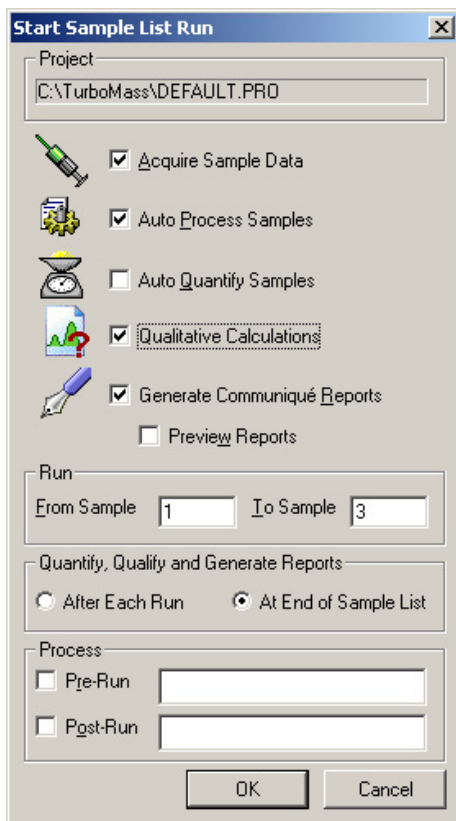 Start Sample List Run
Project
C:\TurboMass\DEFAULT.PRO
Acquire Sample Data
Auto Process Samples
Auto Quantify Samples
Qualitative Calculations
Generate Communiqué Reports
Preview Reports
Run
From Sample 1 To Sample 3
Quantify, Qualify and Generate Reports
After Each Run At End of Sample List
Process
Pre-Run
Post-Run
OK Cancel